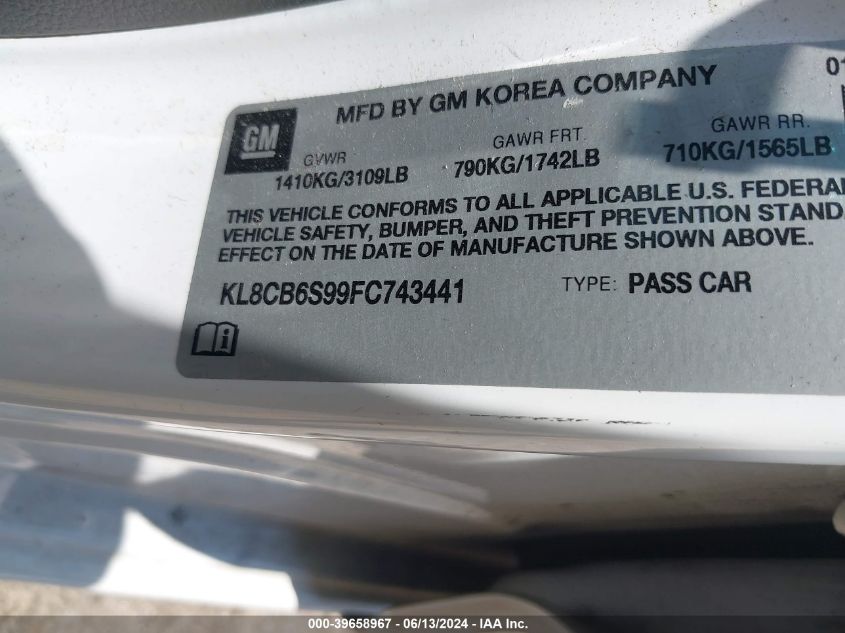 MFD BY GM KOREA COMPANY 01
GM
GVWR GAWR FRT. GAWR RR.
1410KG/3109LB 790KG/1742LB 710KG/1565LB
THIS VEHICLE CONFORMS TO ALL APPLICABLE U.S. FEDERAL
VEHICLE SAFETY, BUMPER, AND THEFT PREVENTION STAND
EFFECT ON THE DATE OF MANUFACTURE SHOWN ABOVE.
KL8CB6S99FC743441 TYPE: PASS CAR
000-39658967 - 06/13/2024 - IAA Inc.